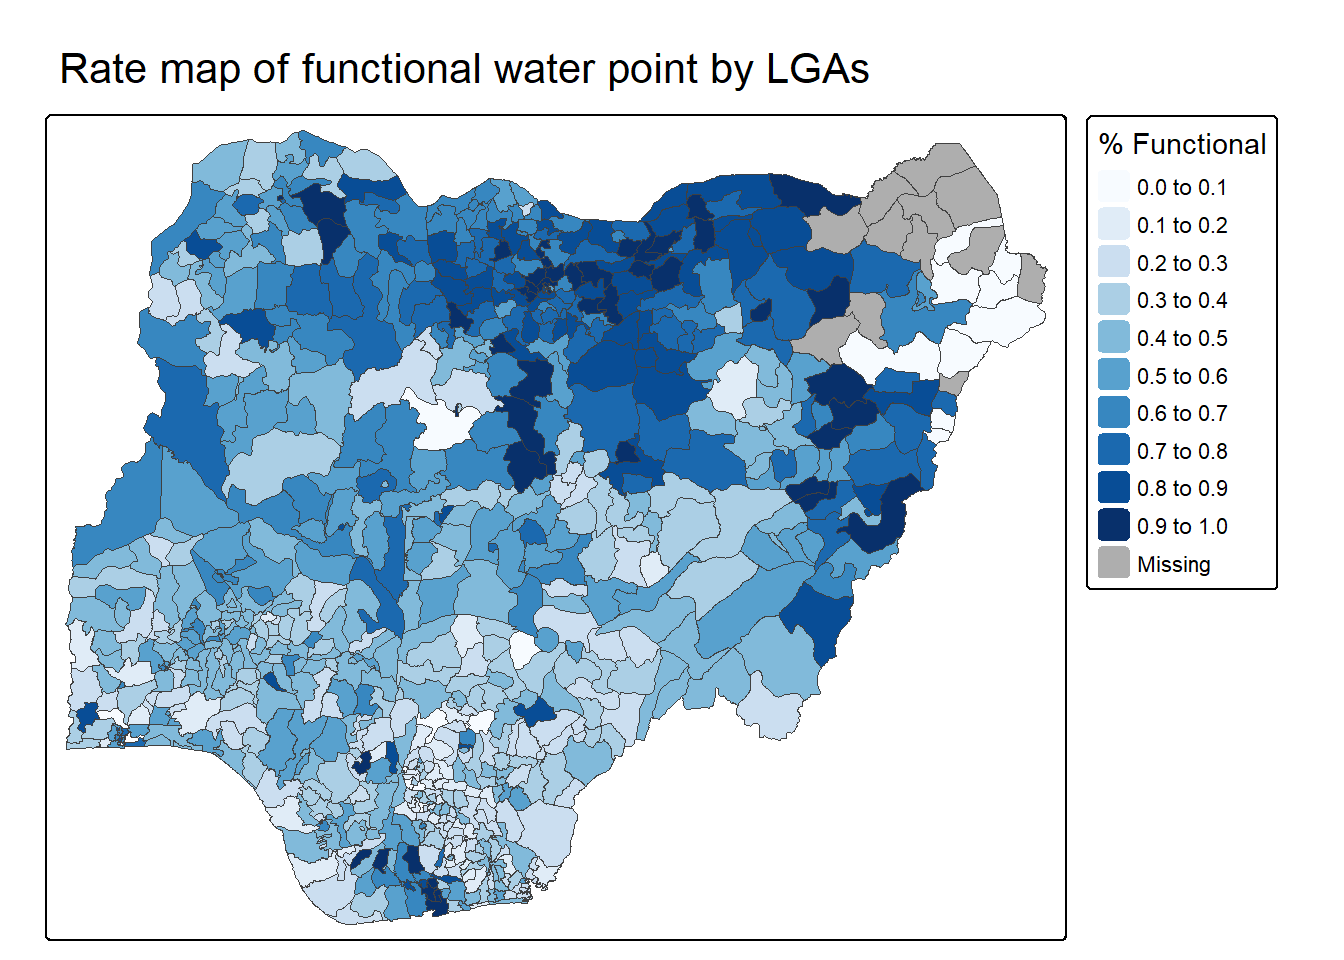 Rate map of functional water point by LGAs
% Functional
0.0 to 0.1
0.1 to 0.2
0.2 to 0.3
0.3 to 0.4
0.4 to 0.5
0.5 to 0.6
0.6 to 0.7
0.7 to 0.8
0.8 to 0.9
0.9 to 1.0
Missing